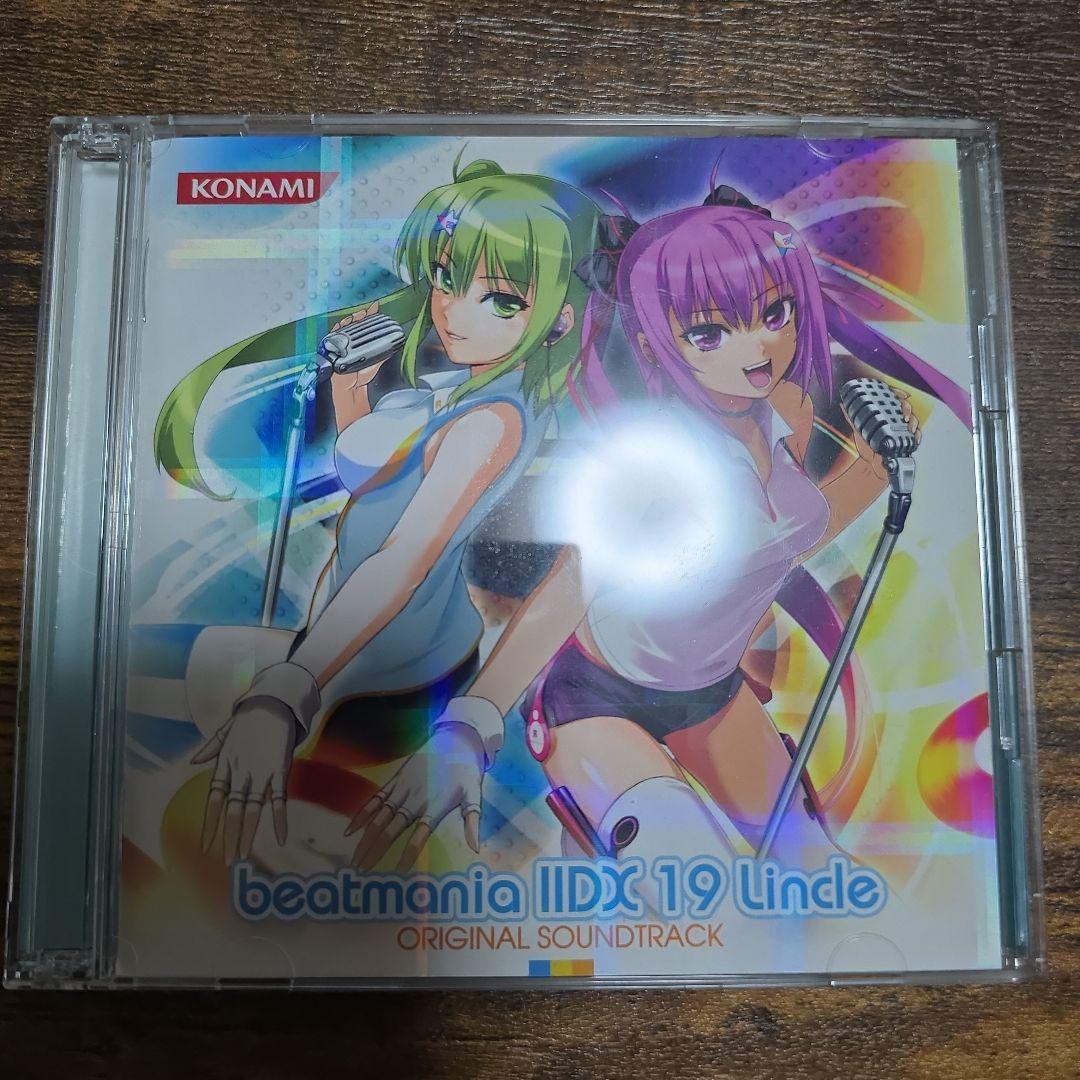 KONAMI
beatmania IIDX 19 Lincle
ORIGINAL SOUNDTRACK